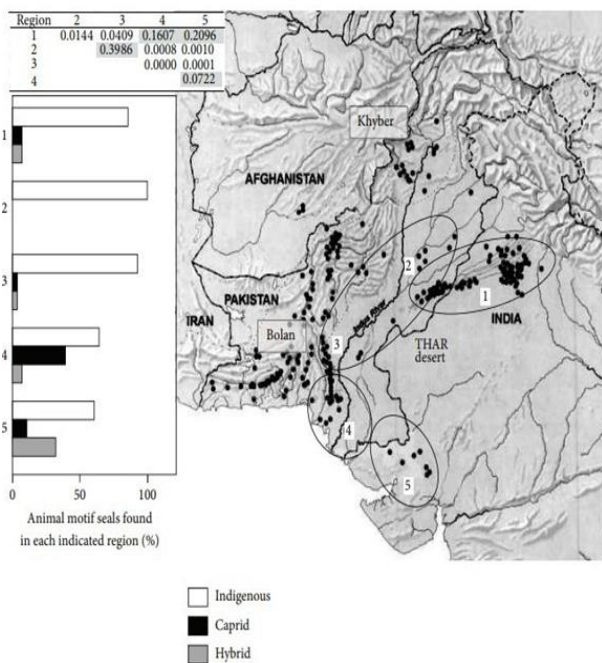 Region 2 3 4 5
1 0.0144 0.0409 0.1607 0.2096
2 0.3986 0.0008 0.0010
3 0.0000 0.0001
4 0.0722
1
2
3
4
5
0 50 100
Animal motif seals found
in each indicated region (%)
Khyber
AFGHANISTAN
2
1
PAKISTAN
Indus River
IRAN
Bolan
INDIA
THAR
desert
3
4
5
Indigenous
Caprid
Hybrid